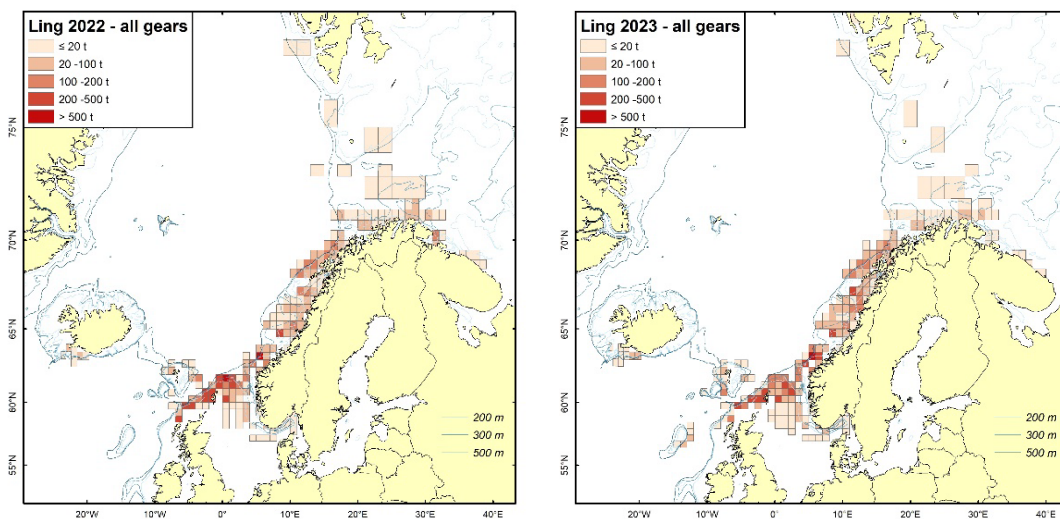 Ling 2022 - all gears
≤ 20 t
20 -100 t
100 -200 t
200 -500 t
> 500 t
75°N
70°N
65°N
60°N
55°N
200 m
300 m
500 m
20°W
10°W
0°
10°E
20°E
30°E
40°E
Ling 2023 - all gears
≤ 20 t
20 -100 t
100 -200 t
200 -500 t
> 500 t
75°N
70°N
65°N
60°N
55°N
200 m
300 m
500 m
20°W
10°W
0°
10°E
20°E
30°E
40°E